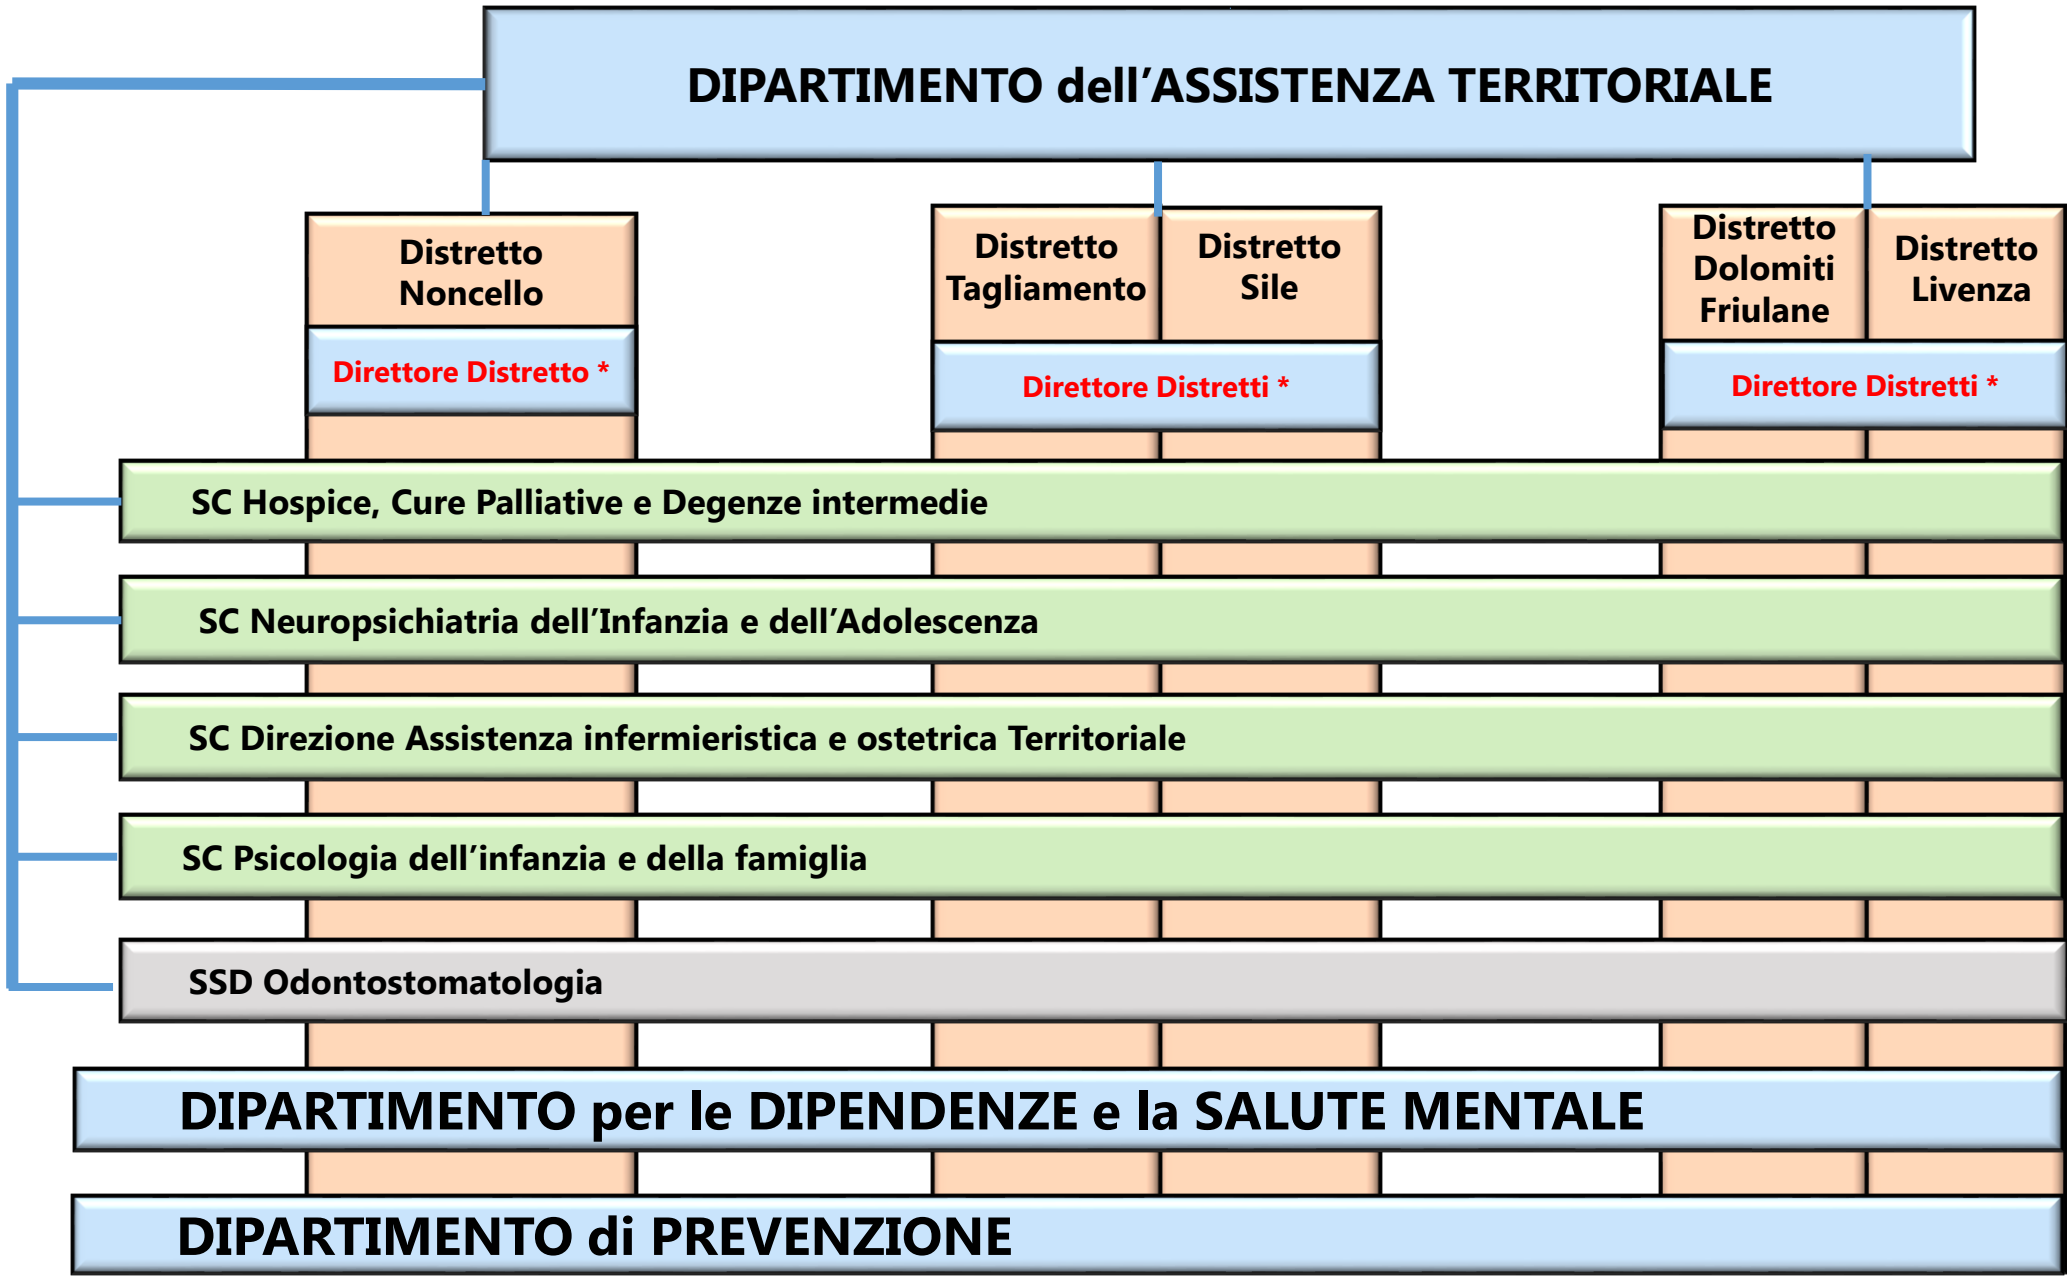 DIPARTIMENTO dell’ASSISTENZA TERRITORIALE
Distretto
Noncello
Direttore Distretto *
Distretto
Tagliamento
Distretto
Sile
Direttore Distretti *
Distretto
Dolomiti
Friulane
Distretto
Livenza
Direttore Distretti *
SC Hospice, Cure Palliative e Degenze intermedie
SC Neuropsichiatria dell’Infanzia e dell’Adolescenza
SC Direzione Assistenza infermieristica e ostetrica Territoriale
SC Psicologia dell’infanzia e della famiglia
SSD Odontostomatologia
DIPARTIMENTO per le DIPENDENZE e la SALUTE MENTALE
DIPARTIMENTO di PREVENZIONE